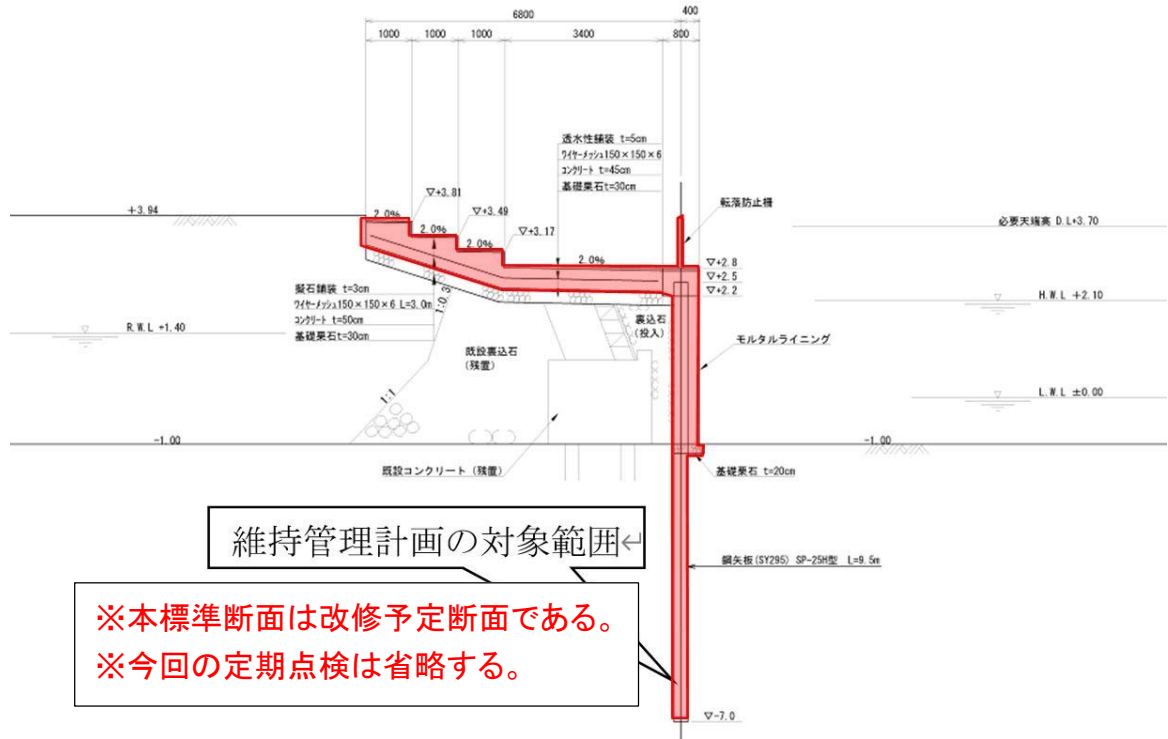 6800
400
1000
1000
1000
3400
800
透水性舗装 t=5cm
ワイヤーメッシュ150×150×6
コンクリート t=45cm
基礎栗石t=30cm
転落防止柵
+3.94
2.0%
▽+3.81
2.0%
▽+3.49
2.0%
▽+3.17
2.0%
必要天端高 D.L+3.70
▽+2.8
▽+2.5
▽+2.2
H.W.L +2.10
擬石舗装 t=3cm
ワイヤーメッシュ150×150×6 L=3.0m
コンクリート t=50cm
基礎栗石t=30cm
1:0.3
R.W.L +1.40
裏込石
(投入)
既設裏込石
(残置)
モルタルライニング
1:1
L.W.L ±0.00
-1.00
-1.00
既設コンクリート (残置)
基礎栗石 t=20cm
維持管理計画の対象範囲↵
鋼矢板(SY295) SP-25H型 L=9.5m
※本標準断面は改修予定断面である。
※今回の定期点検は省略する。
▽-7.0